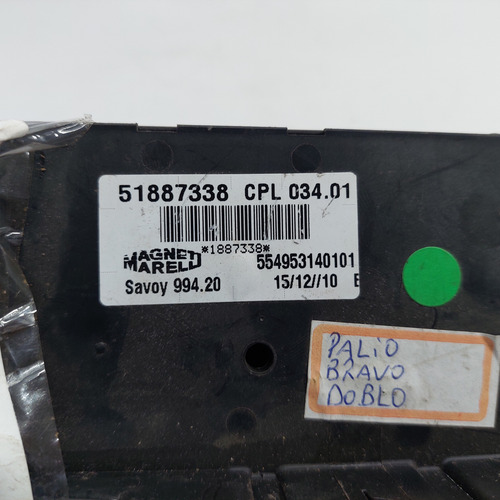 51887338 CPL 034.01
*1887338*
MAGNETI
MARELLI
554953140101
Savoy 994.20 15/12//10 E
PALIO
BRAVO
DOBLO